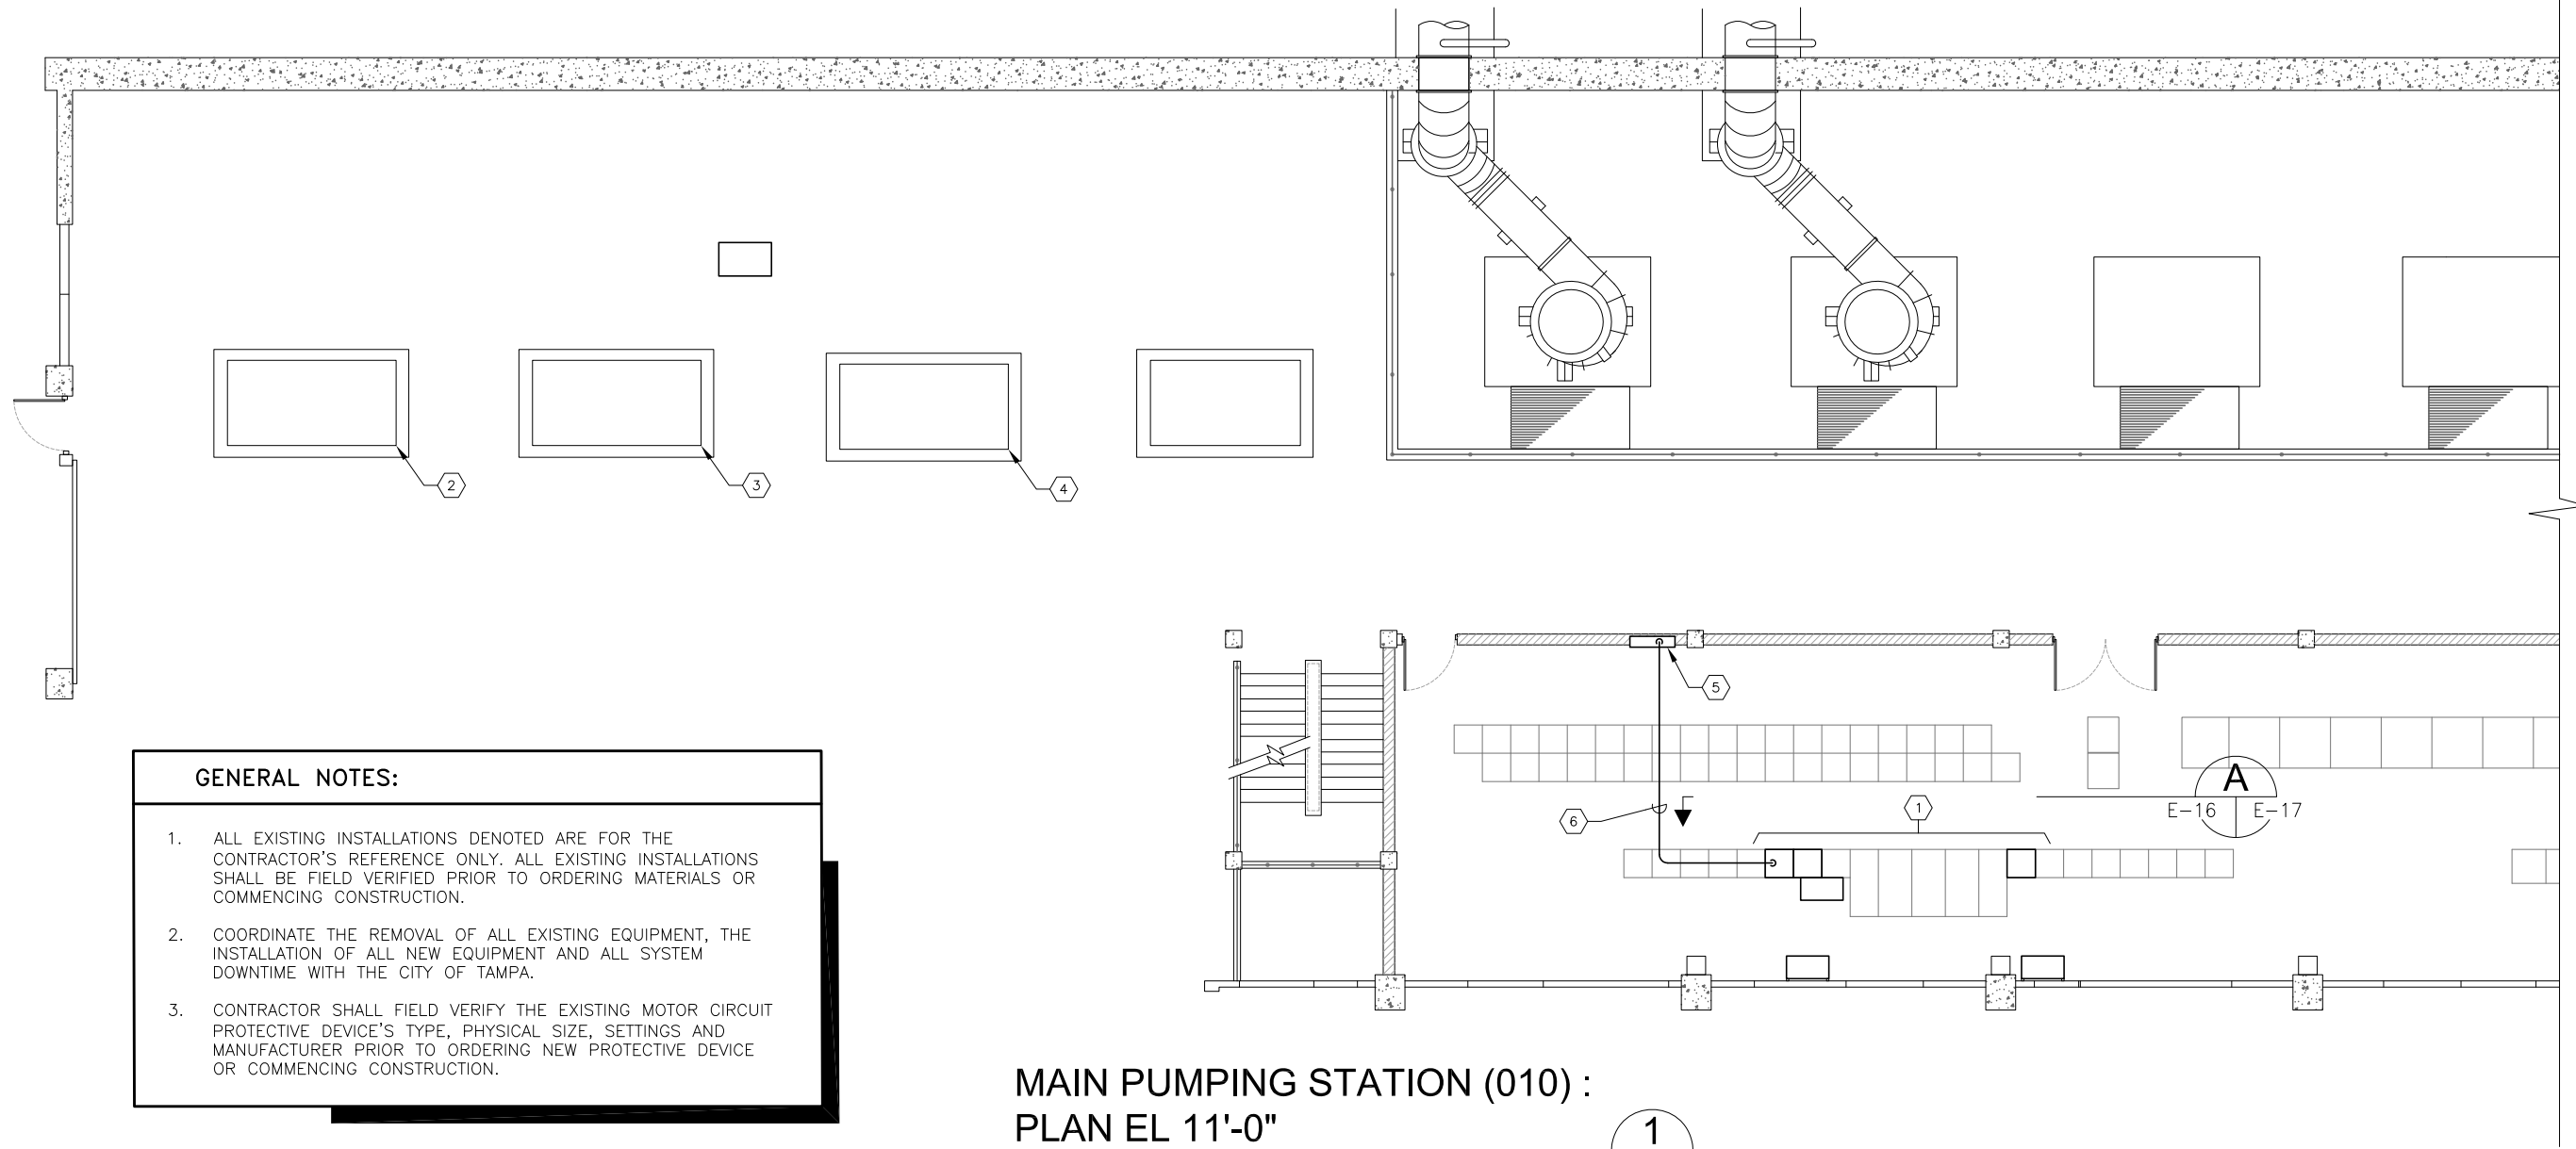 2
3
4
5
A
E-16 E-17
1
6
GENERAL NOTES:
1. ALL EXISTING INSTALLATIONS DENOTED ARE FOR THE
CONTRACTOR'S REFERENCE ONLY. ALL EXISTING INSTALLATIONS
SHALL BE FIELD VERIFIED PRIOR TO ORDERING MATERIALS OR
COMMENCING CONSTRUCTION.
2. COORDINATE THE REMOVAL OF ALL EXISTING EQUIPMENT, THE
INSTALLATION OF ALL NEW EQUIPMENT AND ALL SYSTEM
DOWNTIME WITH THE CITY OF TAMPA.
3. CONTRACTOR SHALL FIELD VERIFY THE EXISTING MOTOR CIRCUIT
PROTECTIVE DEVICE'S TYPE, PHYSICAL SIZE, SETTINGS AND
MANUFACTURER PRIOR TO ORDERING NEW PROTECTIVE DEVICE
OR COMMENCING CONSTRUCTION.
MAIN PUMPING STATION (010) :
PLAN EL 11'-0"
1